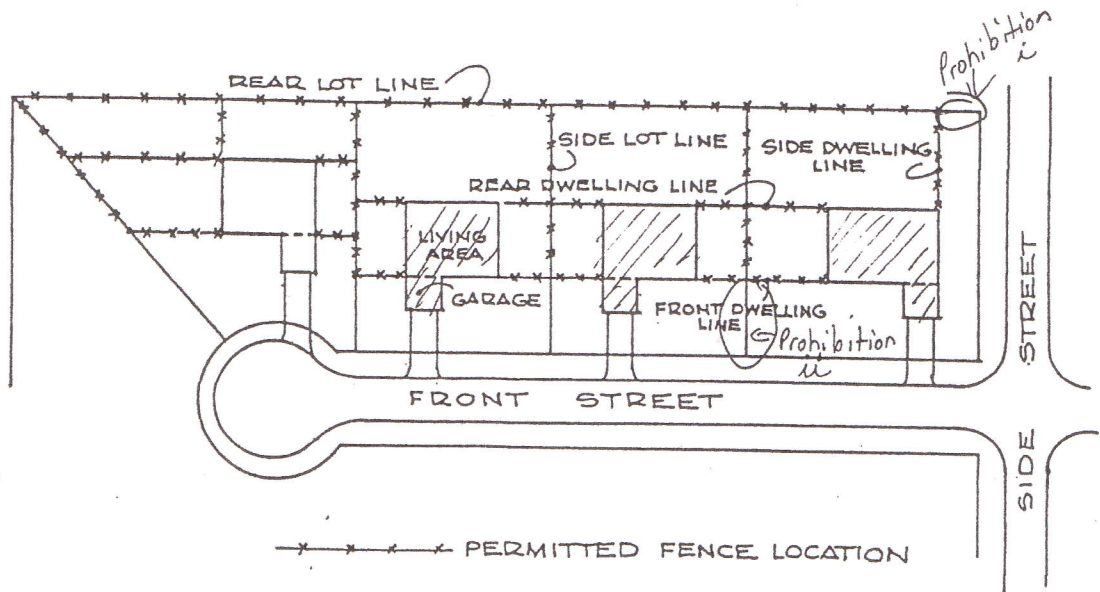 Prohibition
i
REAR LOT LINE
SIDE LOT LINE
SIDE DWELLING
LINE
REAR DWELLING LINE
LIVING
AREA
GARAGE
FRONT DWELLING
LINE
Prohibition
ii
FRONT STREET
STREET
SIDE
PERMITTED FENCE LOCATION